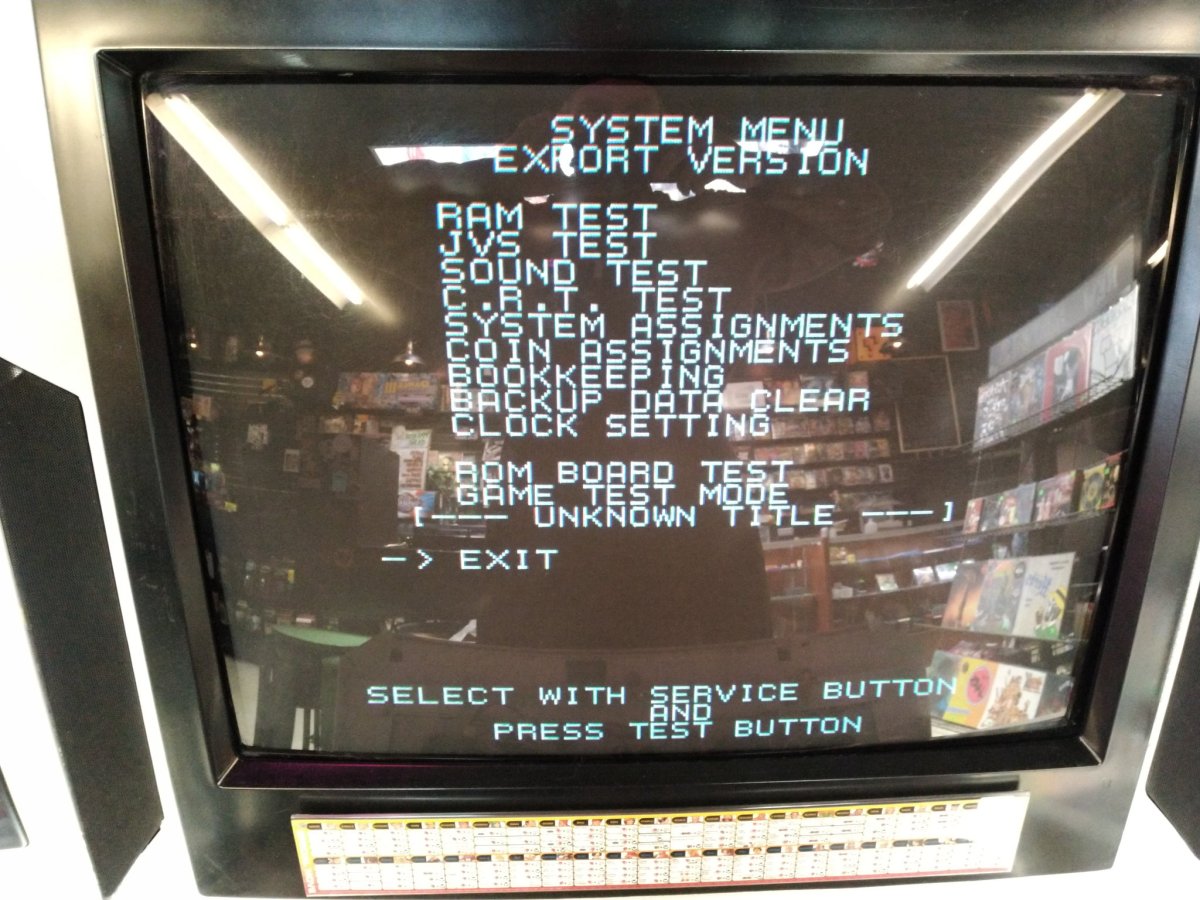 SYSTEM MENU
EXPORT VERSION
RAM TEST
JVS TEST
SOUND TEST
C.R.T. TEST
SYSTEM ASSIGNMENTS
COIN ASSIGNMENTS
BOOKKEEPING
BACKUP DATA CLEAR
CLOCK SETTING
ROM BOARD TEST
GAME TEST MODE
[--- UNKNOWN TITLE ---]
-> EXIT
SELECT WITH SERVICE BUTTON
AND
PRESS TEST BUTTON